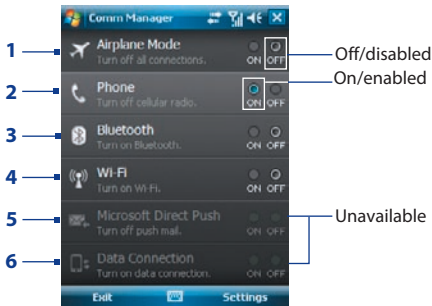 Comm Manager
1
Airplane Mode
Turn off all connections.
ON OFF
Off/disabled
On/enabled
2
Phone
Turn off cellular radio.
ON OFF
3
Bluetooth
Turn on Bluetooth.
ON OFF
4
Wi-Fi
Turn on Wi-Fi.
ON OFF
5
Microsoft Direct Push
Turn off push mail.
ON OFF
Unavailable
6
Data Connection
Turn on data connection.
ON OFF
Exit
Settings